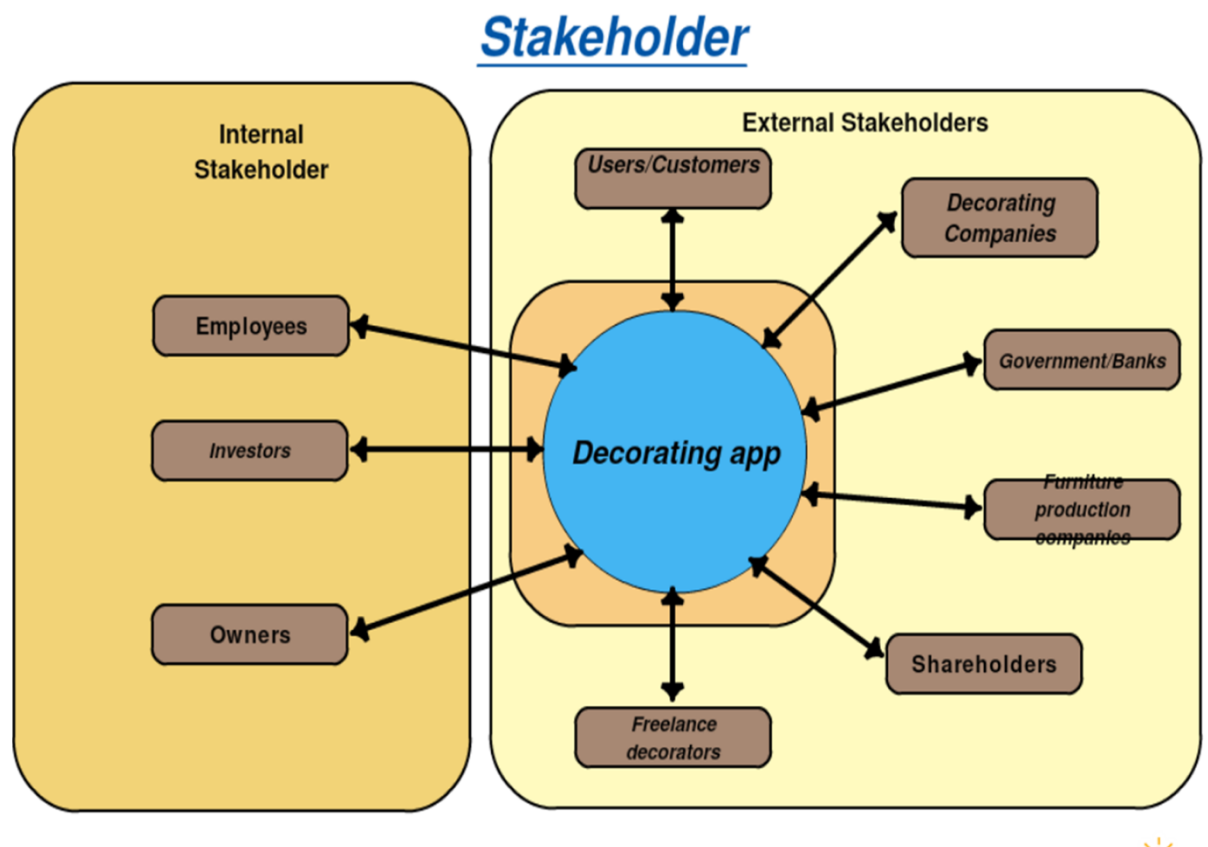 Stakeholder
Internal
Stakeholder
Employees
Investors
Owners
External Stakeholders
Users/Customers
Decorating
Companies
Government/Banks
Furniture
production
companies
Shareholders
Freelance
decorators
Decorating app